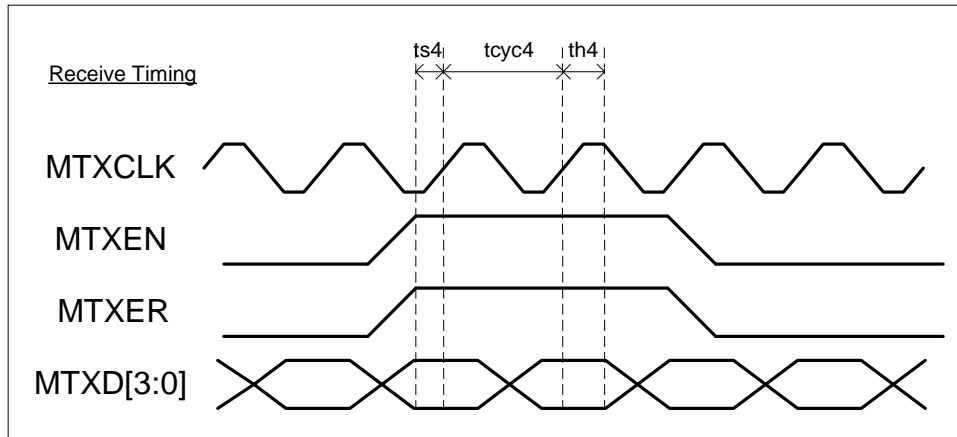 ts4 tcyc4 th4
Receive Timing
MTXCLK
MTXEN
MTXER
MTXD[3:0]